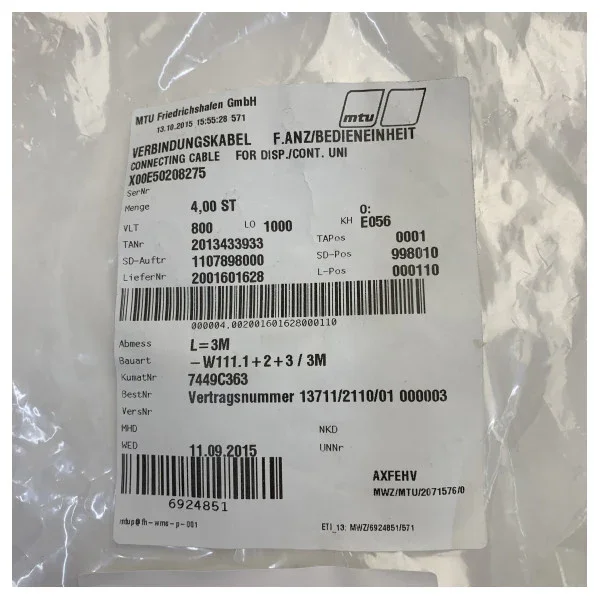 MTU Friedrichshafen GmbH
13.10.2015 15:55:28 571
mtu
VERBINDUNGSKABEL F.ANZ/BEDIENEINHEIT
CONNECTING CABLE FOR DISP./CONT. UNI
X00E50208275
SerNr
Menge 4,00 ST
VLT 800 LO 1000 KH O: E056
TANr 2013433933 TAPos 0001
SD-Auftr 1107898000 SD-Pos 998010
LieferNr 2001601628 L-Pos 000110
000004.002001601628000110
Abmess L=3M
Bauart -W111.1+2+3 / 3M
KumatNr 7449C363
BestNr Vertragsnummer 13711/2110/01 000003
VersNr
MHD NKD
WED 11.09.2015 UNNr
6924851
AXFEHV
MWZ/MTU/2071576/0
mtup@fh-wms-p-001
ETI_13: MWZ/6924851/571